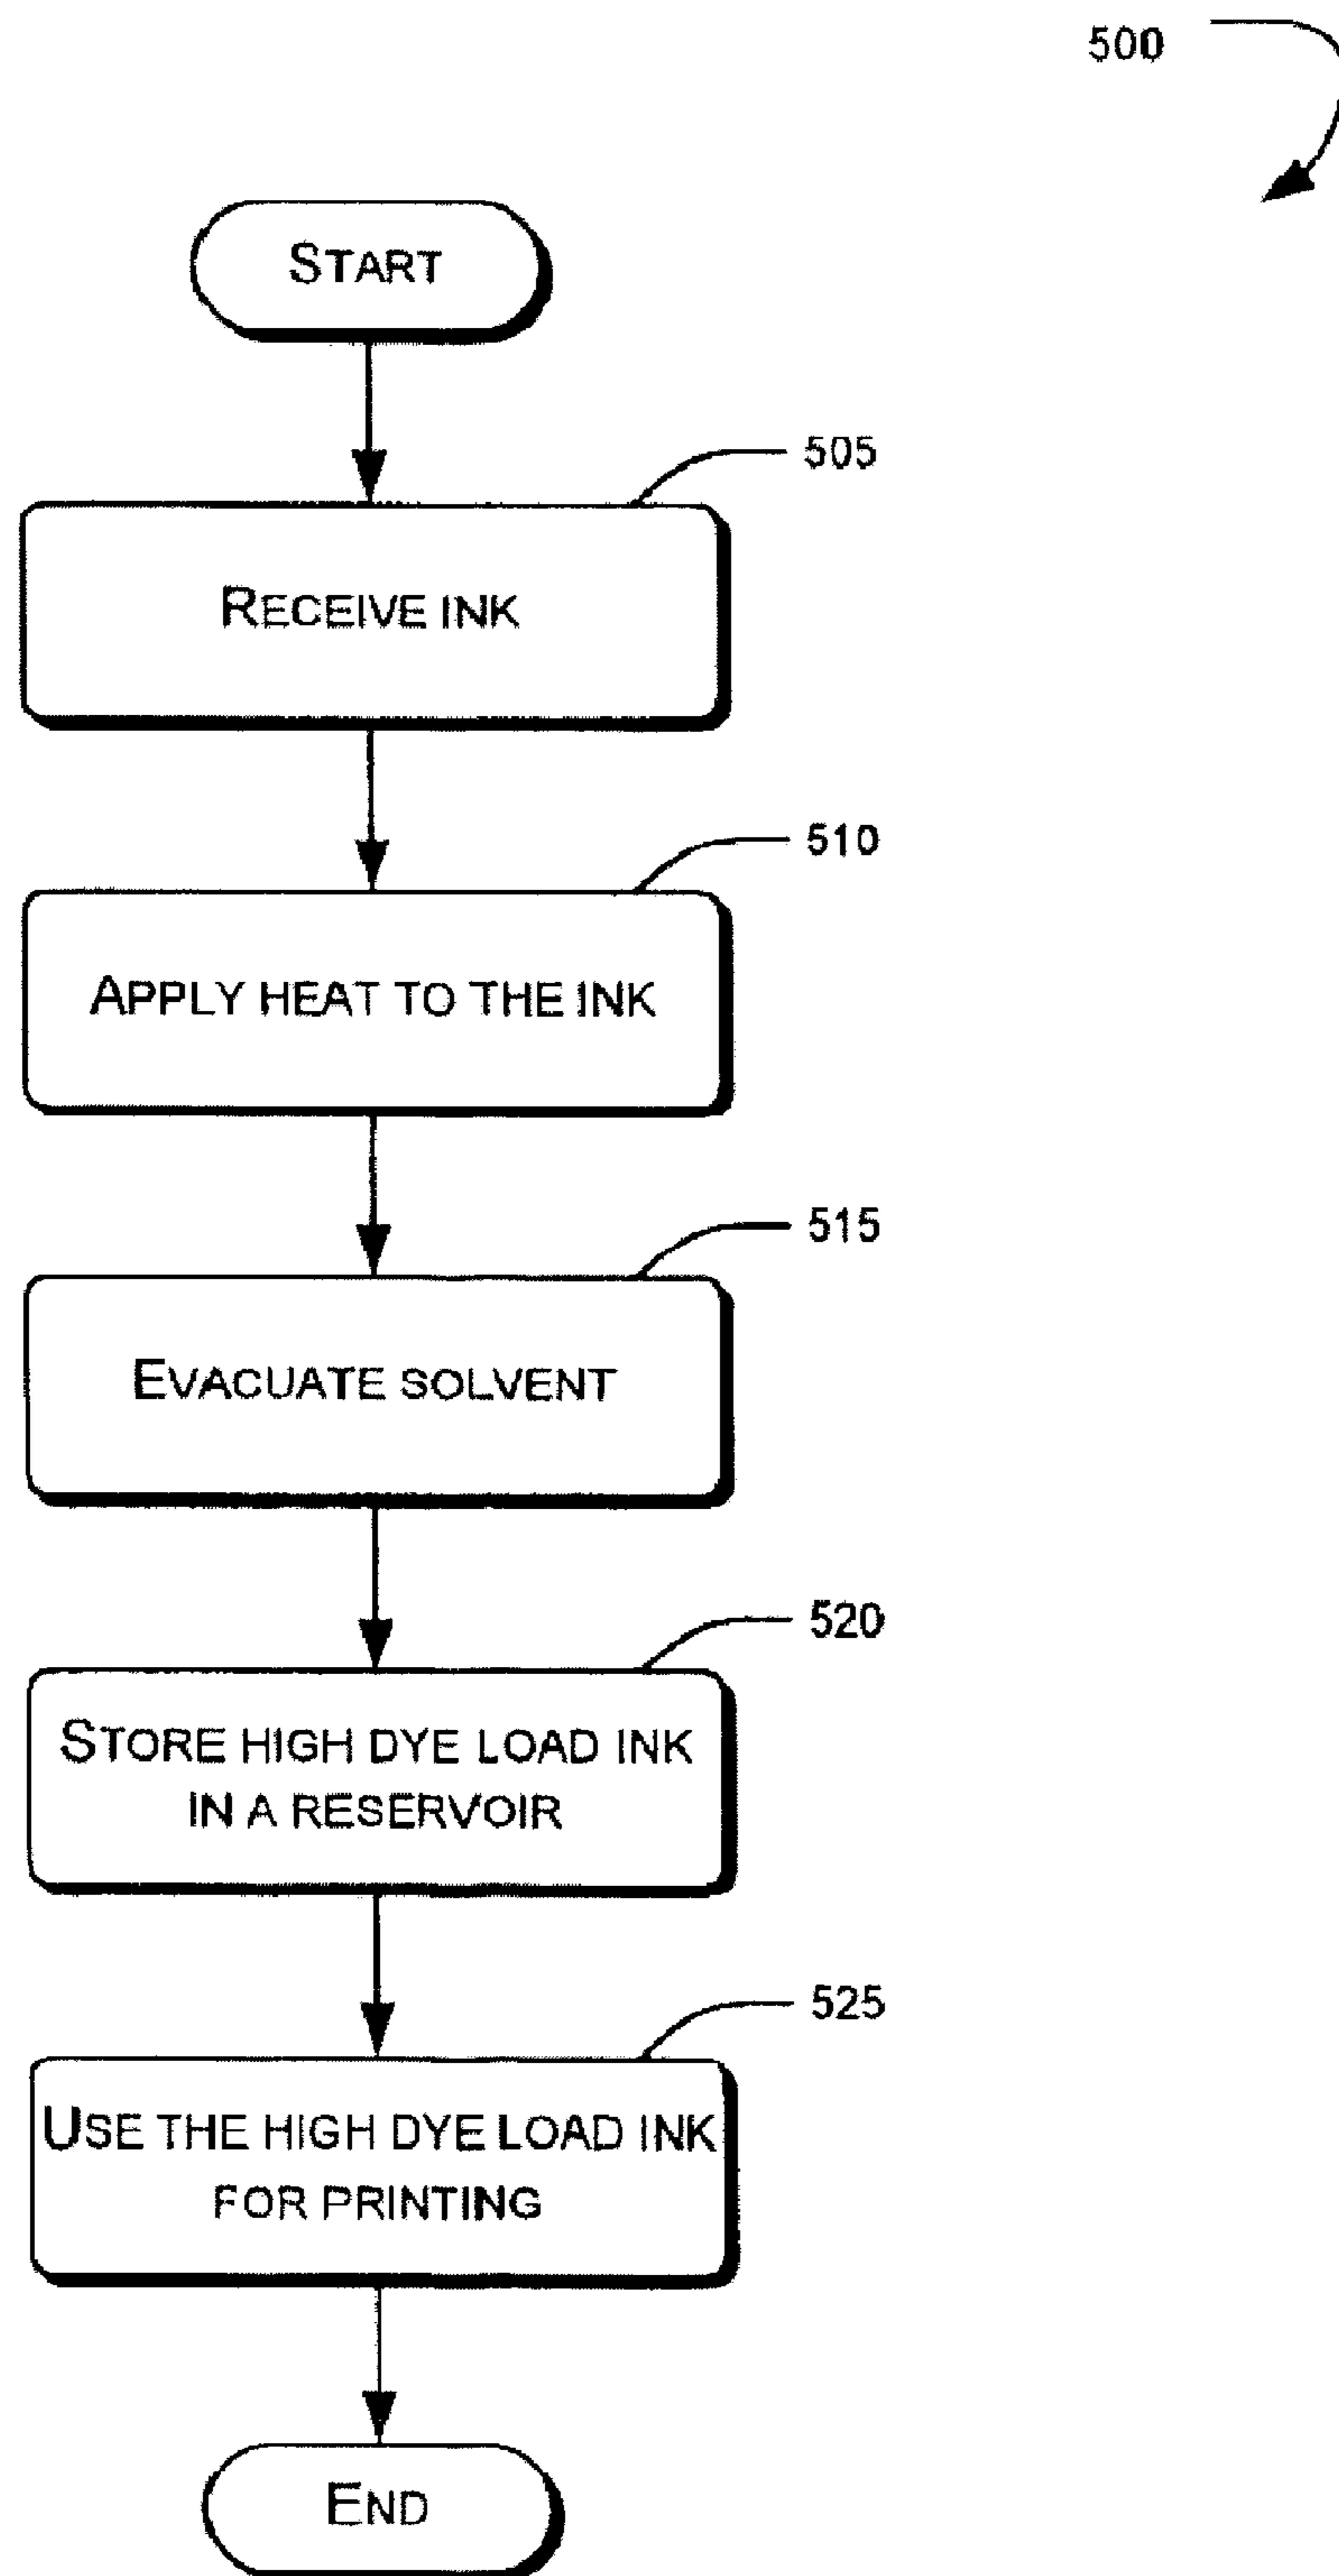 500
START
505
RECEIVE INK
510
APPLY HEAT TO THE INK
515
EVACUATE SOLVENT
520
STORE HIGH DYE LOAD INK
IN A RESERVOIR
525
USE THE HIGH DYE LOAD INK
FOR PRINTING
END